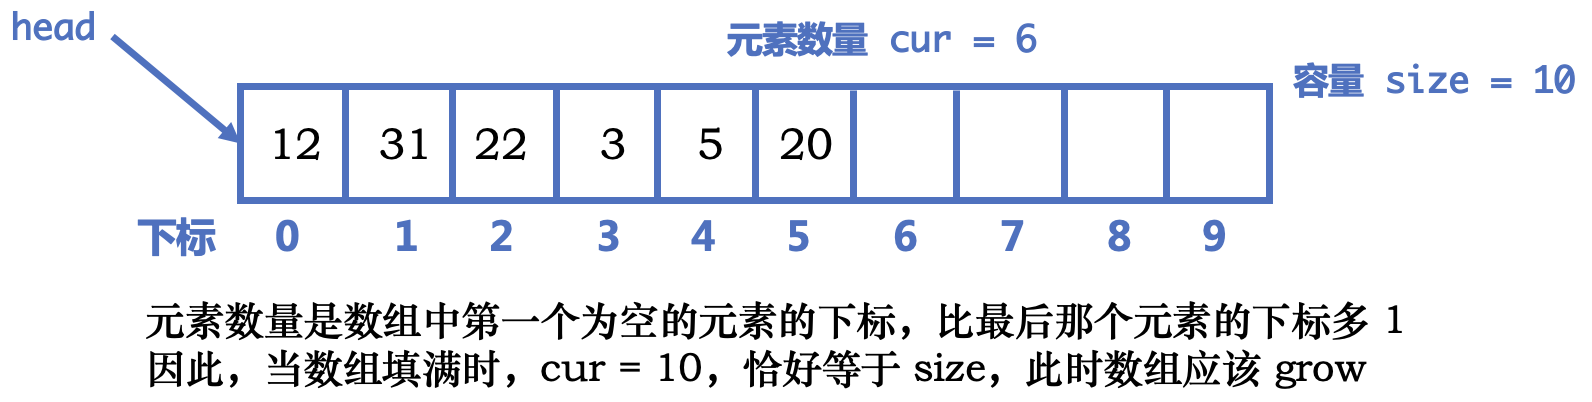 head
元素数量 cur = 6
容量 size = 10
12 31 22 3 5 20
下标 0 1 2 3 4 5 6 7 8 9
元素数量是数组中第一个为空的元素的下标，比最后那个元素的下标多 1
因此，当数组填满时，cur = 10，恰好等于 size，此时数组应该 grow